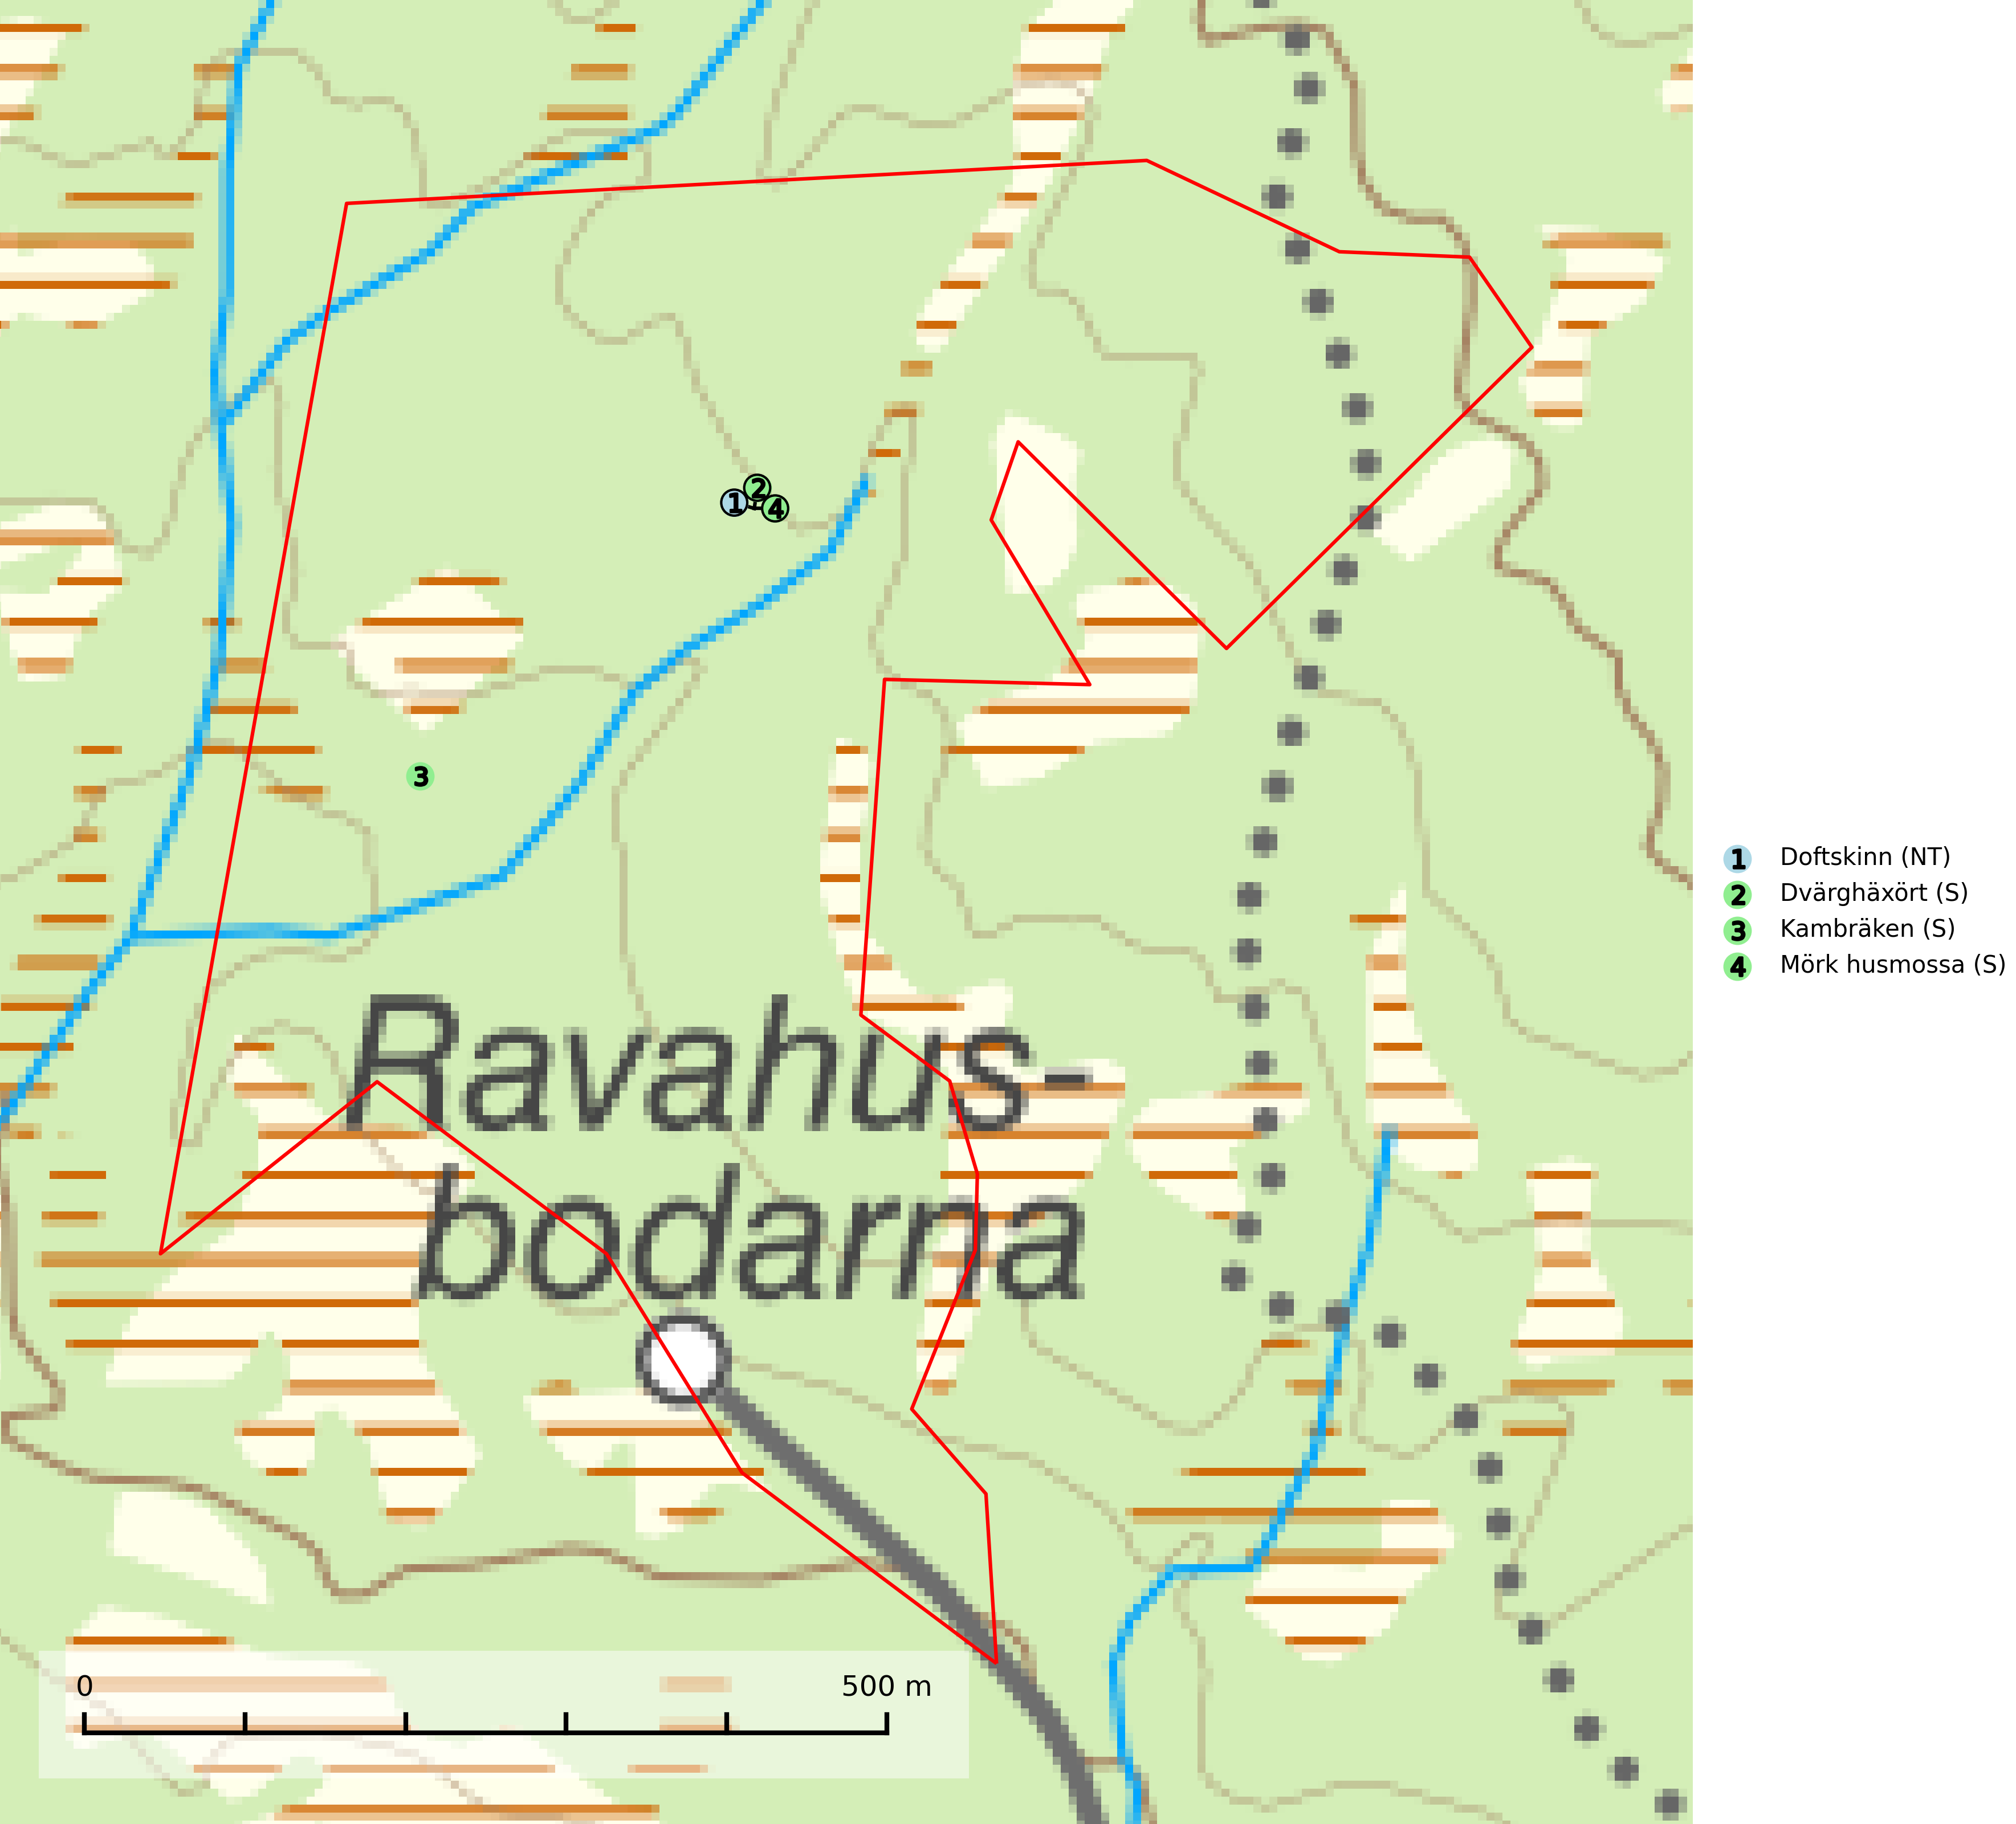 2
1
4
3
Ravahus-
bodarna
0 500 m
1 Doftskinn (NT)
2 Dvärghäxört (S)
3 Kambräken (S)
4 Mörk husmossa (S)